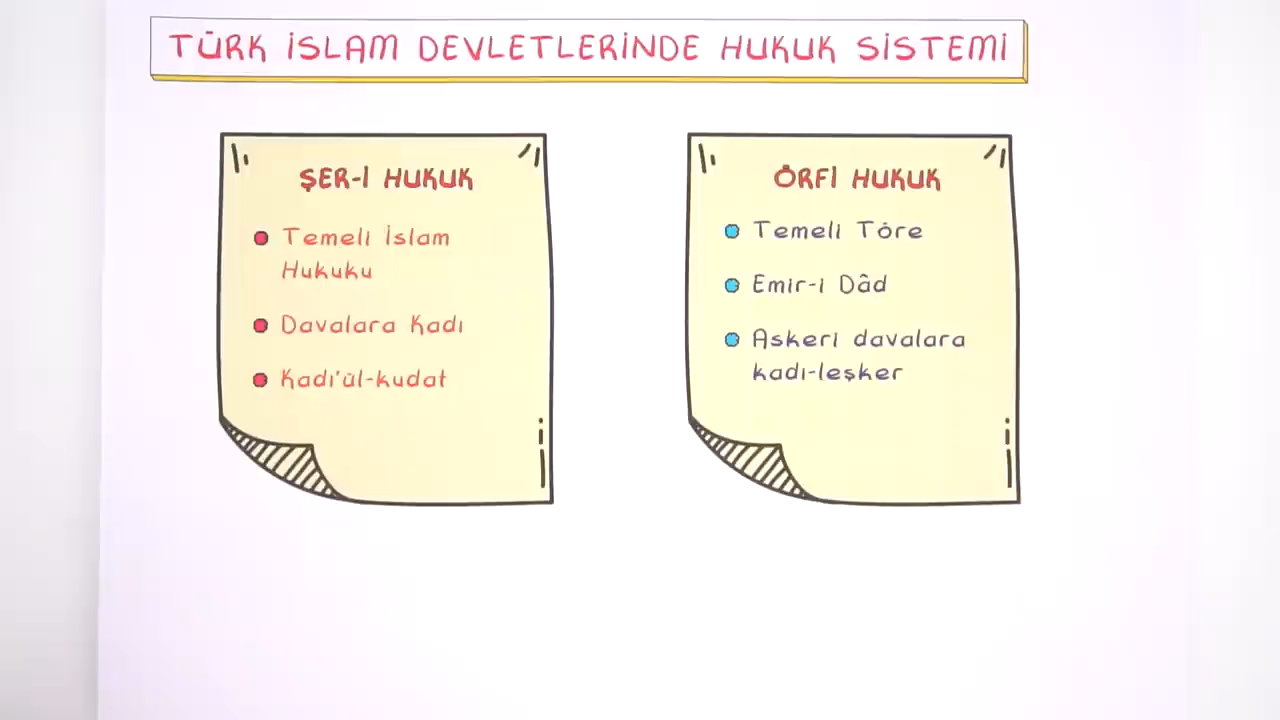 TÜRK İSLAM DEVLETLERİNDE HUKUK SİSTEMİ
ŞER-İ HUKUK
Temeli İslam
Hukuku
Davalara Kadı
Kadı'ül-kudat
ÖRFİ HUKUK
Temeli Töre
Emir-i Dâd
Askeri davalara
kadı-leşker